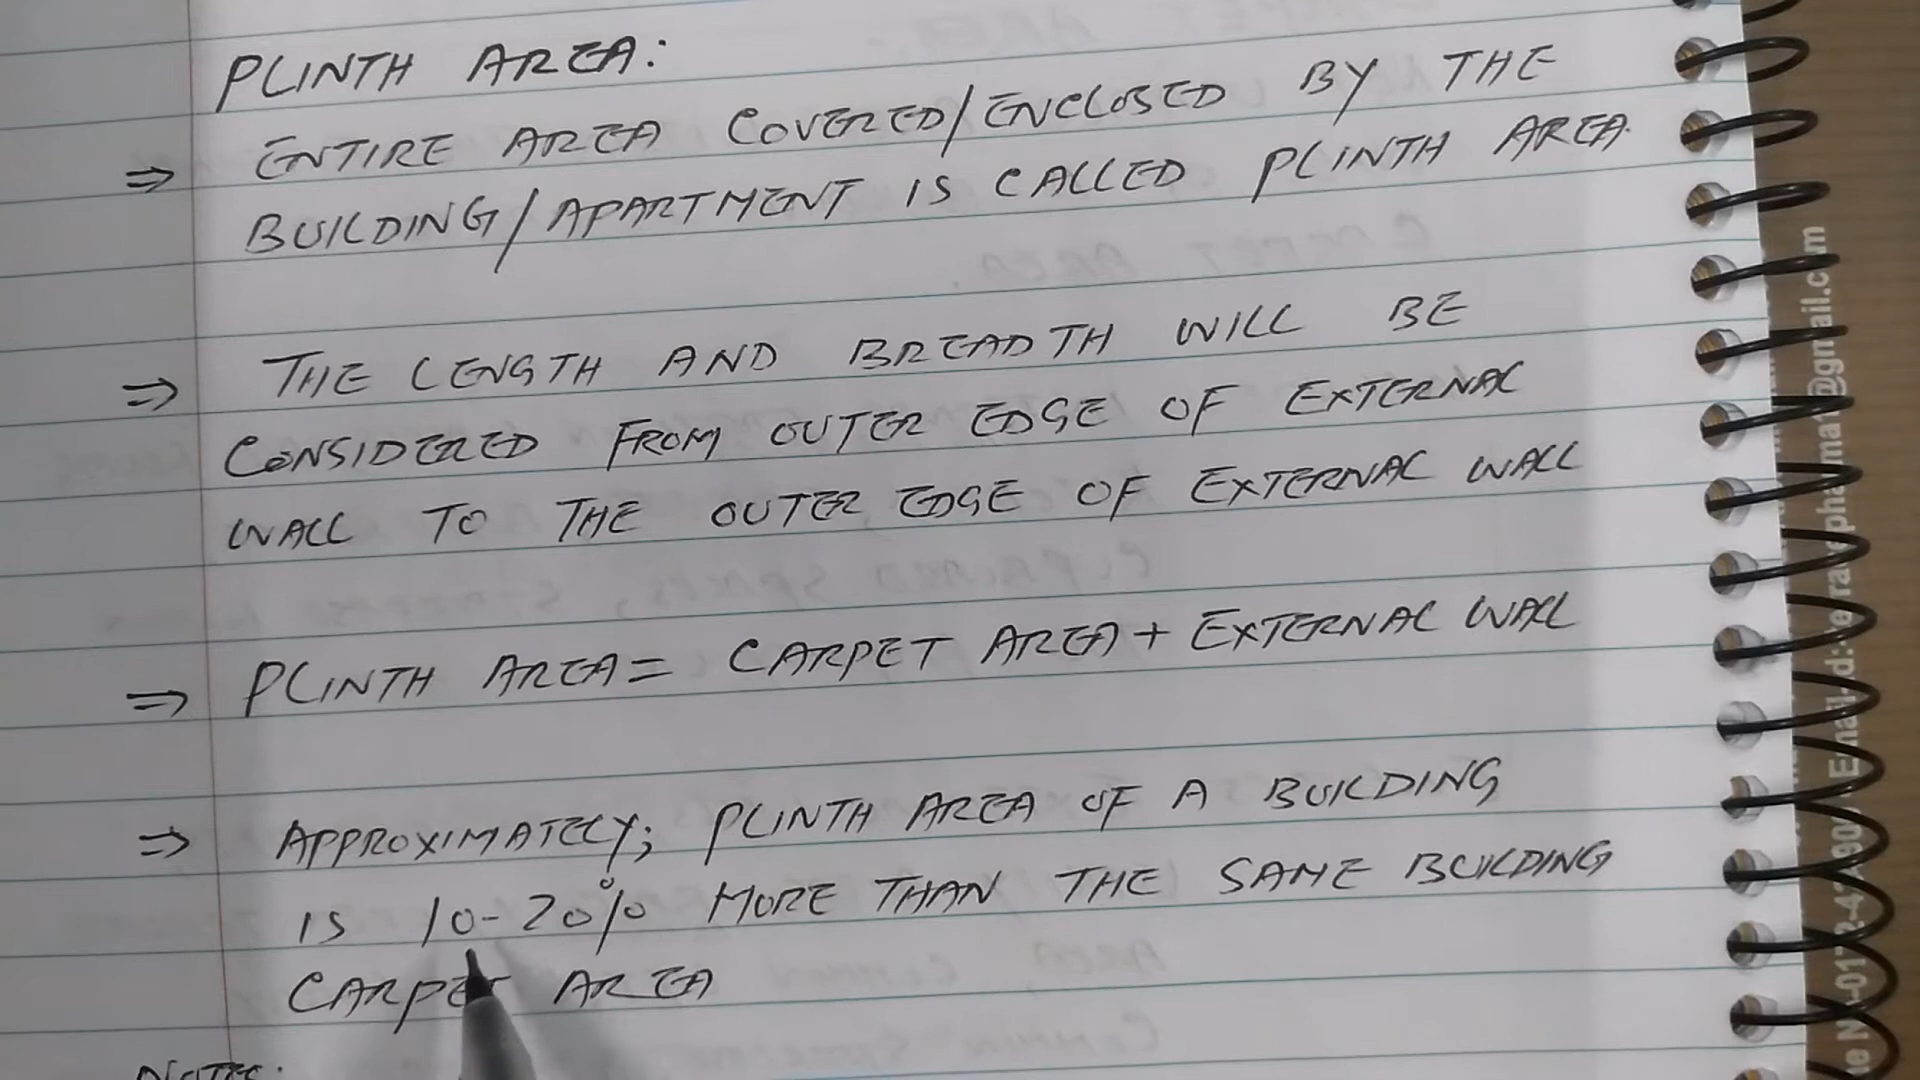 PLINTH AREA:
⇒ ENTIRE AREA COVERED/ENCLOSED BY THE
BUILDING/APARTMENT IS CALLED PLINTH AREA.
⇒ THE LENGTH AND BREADTH WILL BE
CONSIDERED FROM OUTER EDGE OF EXTERNAL
WALL TO THE OUTER EDGE OF EXTERNAL WALL
⇒ PLINTH AREA = CARPET AREA + EXTERNAL WALL
⇒ APPROXIMATELY; PLINTH AREA OF A BUILDING
IS 10-20% MORE THAN THE SAME BUILDING
CARPET AREA
NOTES: